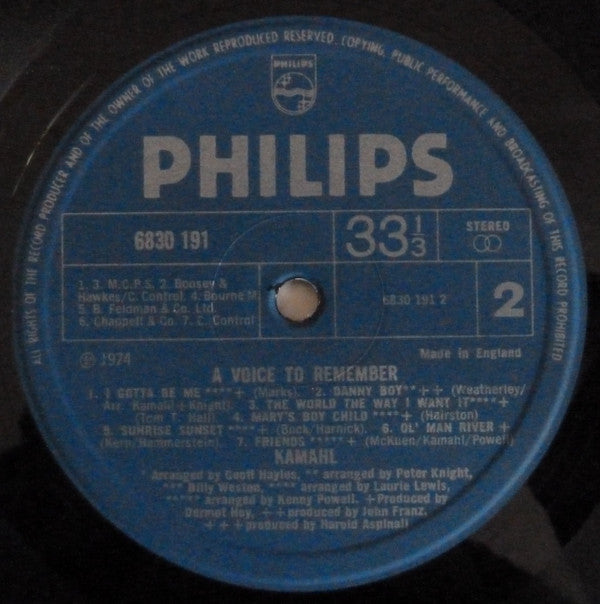 ALL RIGHTS OF THE RECORD PRODUCER AND OF THE OWNER OF THE WORK REPRODUCED RESERVED. COPYING, PUBLIC PERFORMANCE AND BROADCASTING OF THIS RECORD PROHIBITED
PHILIPS
PHILIPS
6830 191
33 1/3
STEREO
1. 3. M.C.P.S. 2. Boosey &
Hawkes/C. Control. 4. Bourne M.
5. B. Feldman & Co. Ltd.
6. Chappell & Co. 7. C. Control
6830 191 2
2
℗ 1974
Made in England
A VOICE TO REMEMBER
1. I GOTTA BE ME ****+ (Marks). *2. DANNY BOY**++ (Weatherley/
Arr. Kamahl & Knight). 3. THE WORLD THE WAY I WANT IT****+
(Tom T. Hall). 4. MARY'S BOY CHILD ****+ (Hairston)
5. SUNRISE SUNSET ****+ (Bock/Harnick). 6. OL' MAN RIVER +
(Kern/Hammerstein). 7. FRIENDS *****+ (McKuen/Kamahl/Powell)
KAMAHL
* Arranged by Geoff Hayles, ** arranged by Peter Knight,
*** Billy Weston, **** arranged by Laurie Lewis,
***** arranged by Kenny Powell. +Produced by
Dermot Hoy, ++produced by John Franz.
+++produced by Harold Aspinall